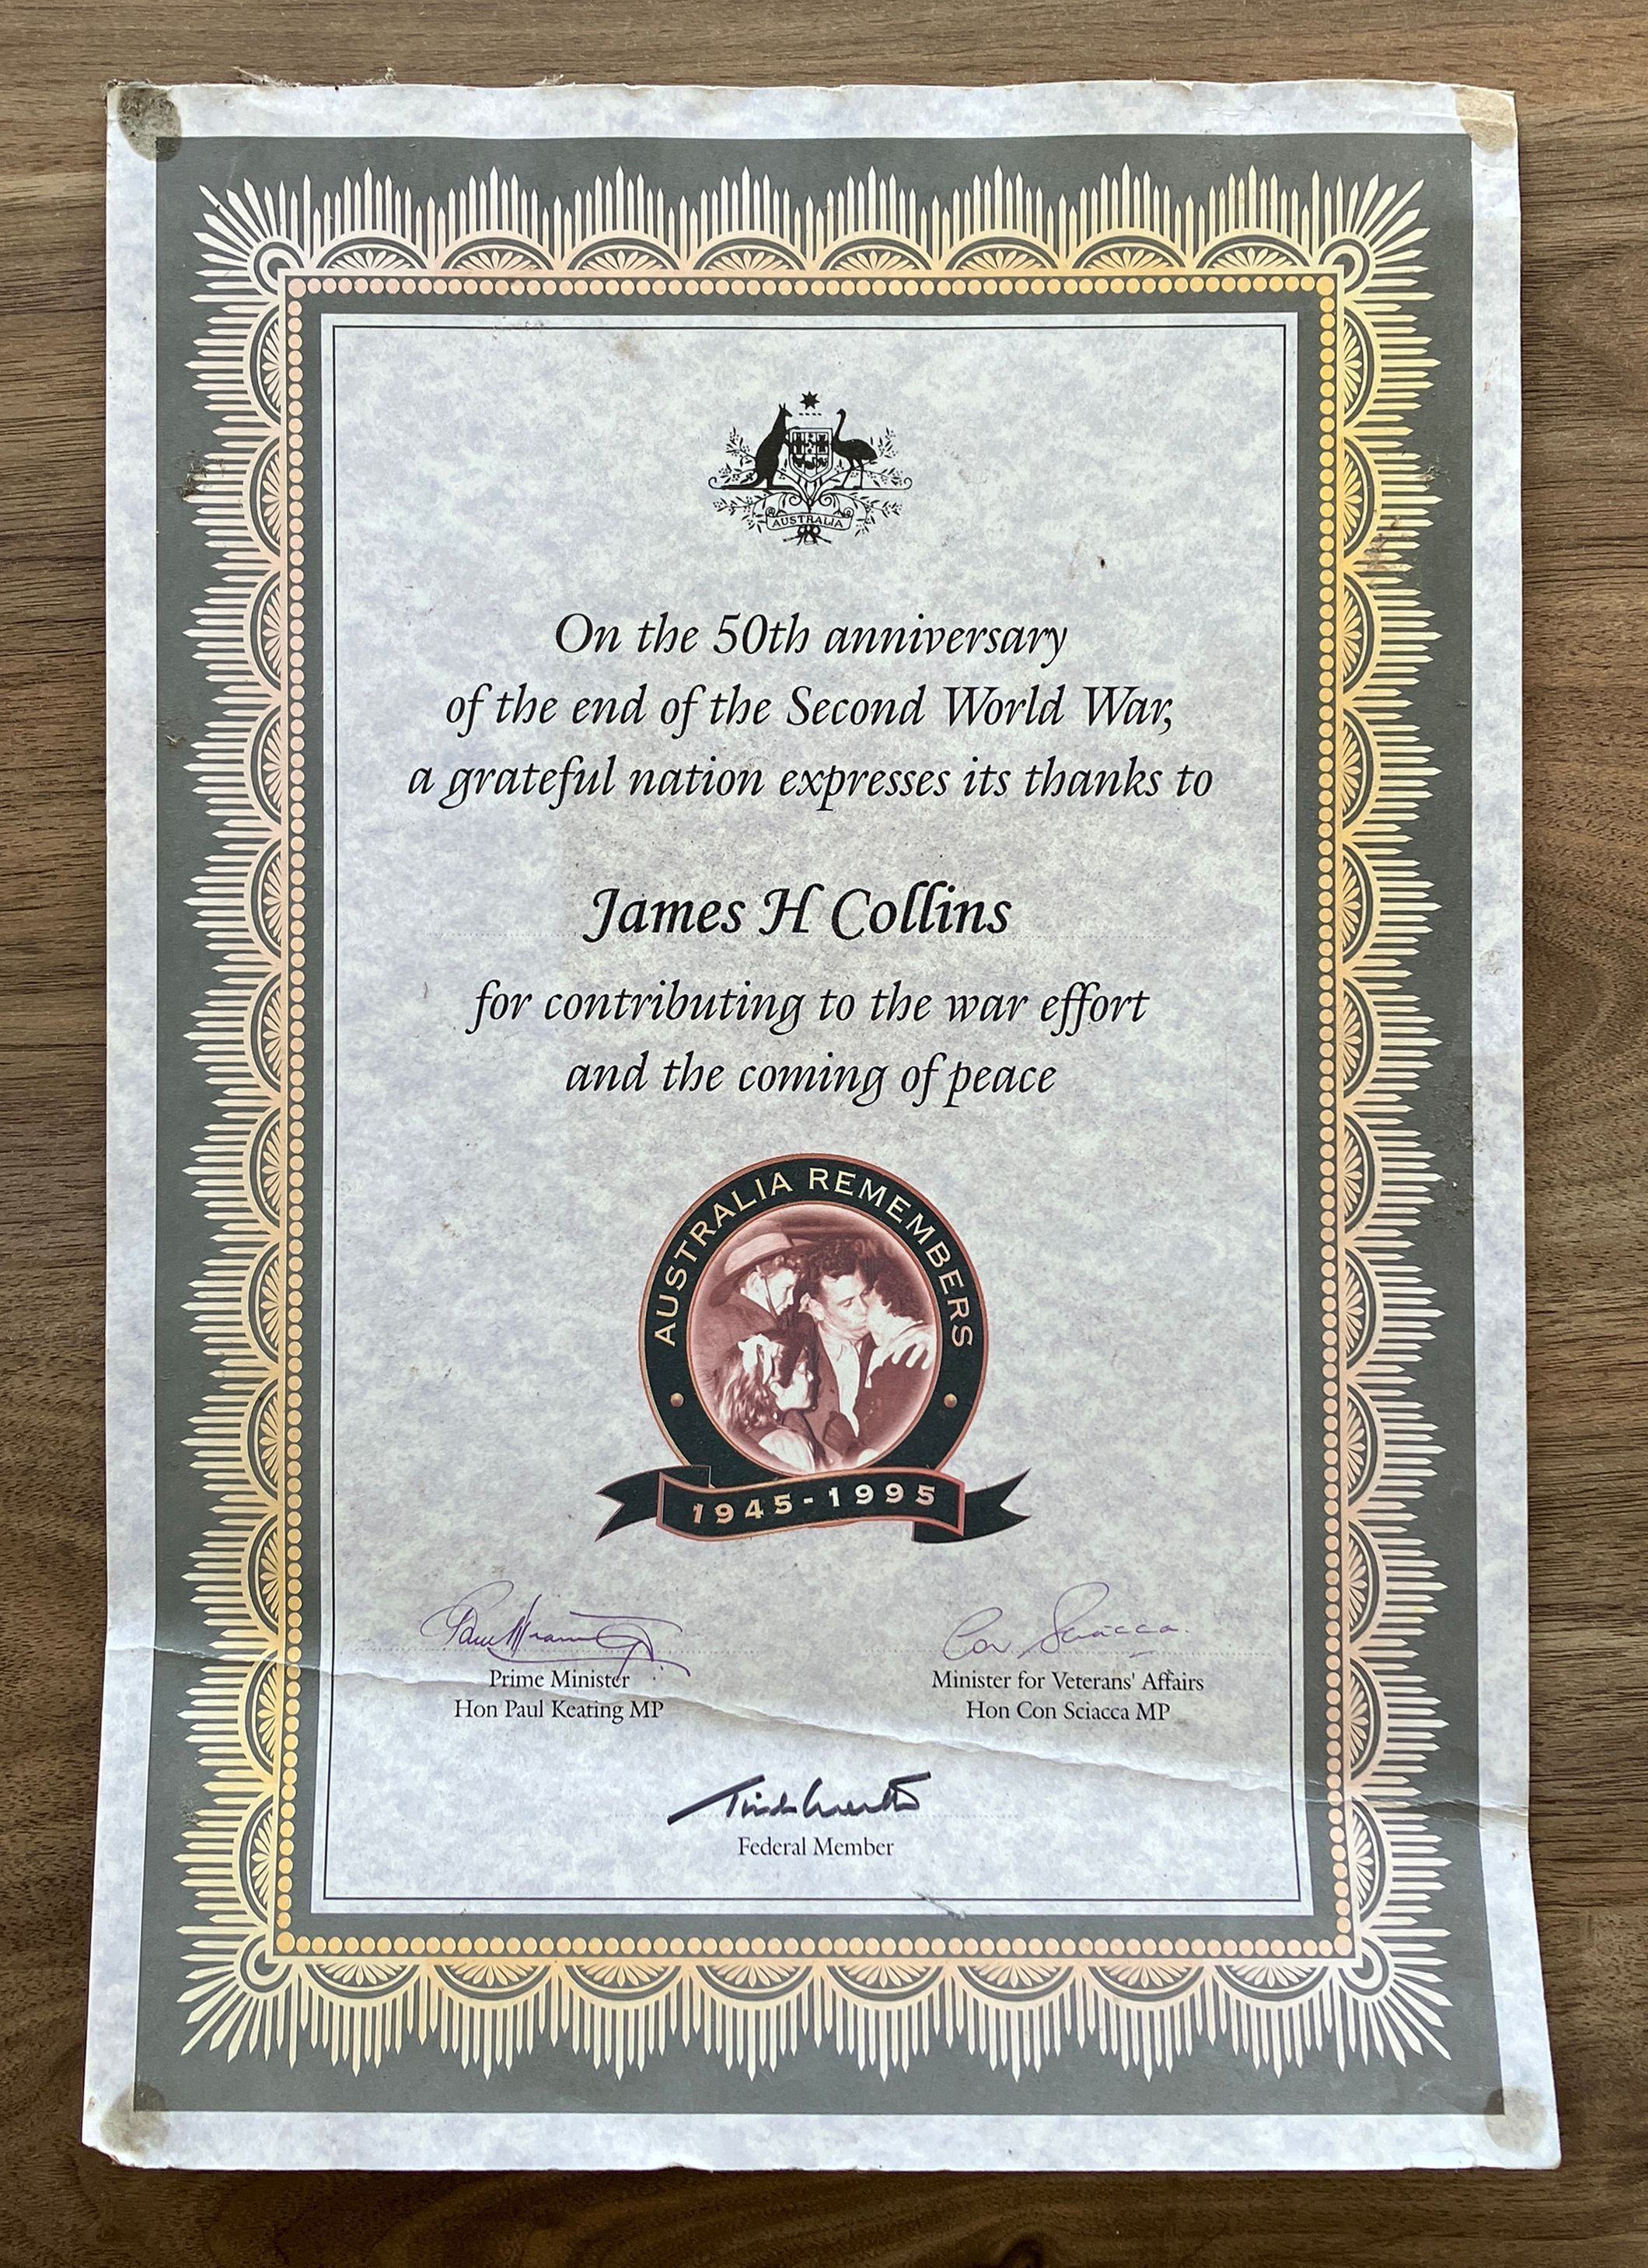 AUSTRALIA
On the 50th anniversary
of the end of the Second World War,
a grateful nation expresses its thanks to
James H Collins
for contributing to the war effort
and the coming of peace
AUSTRALIA REMEMBERS
1945-1995
Con Sciacca
Prime Minister
Hon Paul Keating MP
Minister for Veterans' Affairs
Hon Con Sciacca MP
Federal Member